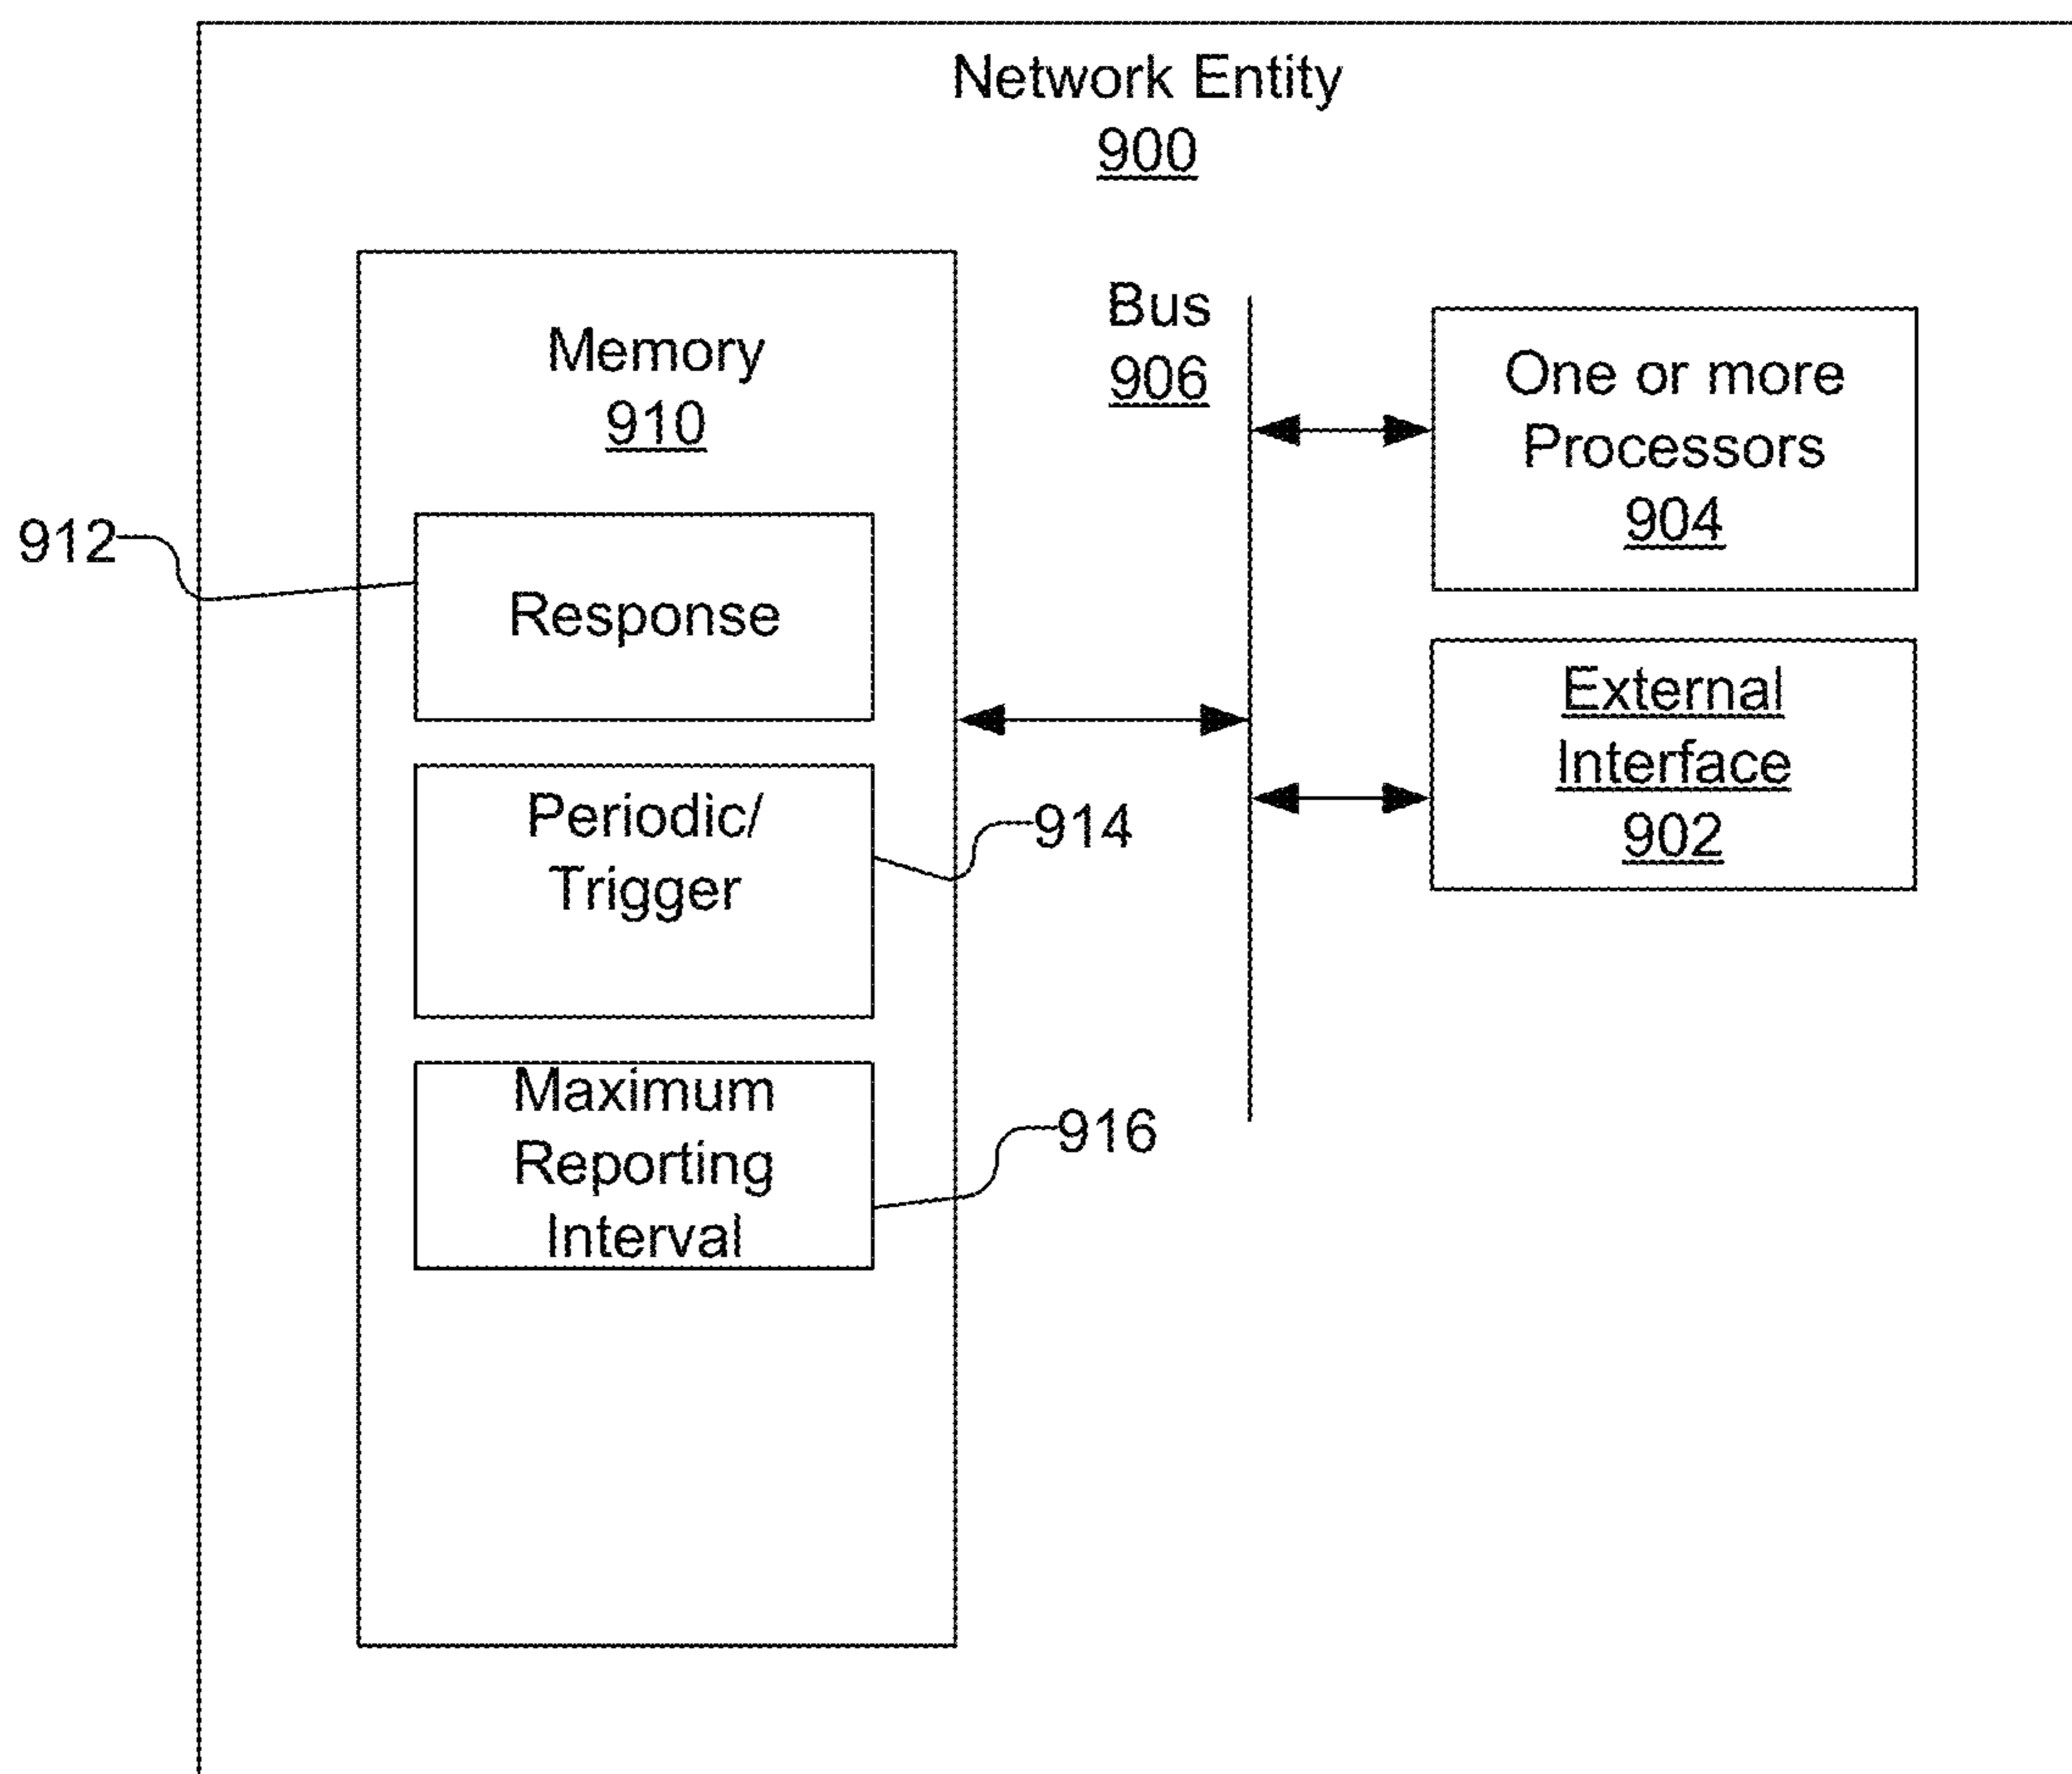 Network Entity
900
Memory
910
912
Response
Periodic/
Trigger
914
Maximum
Reporting
Interval
916
Bus
906
One or more
Processors
904
External
Interface
902